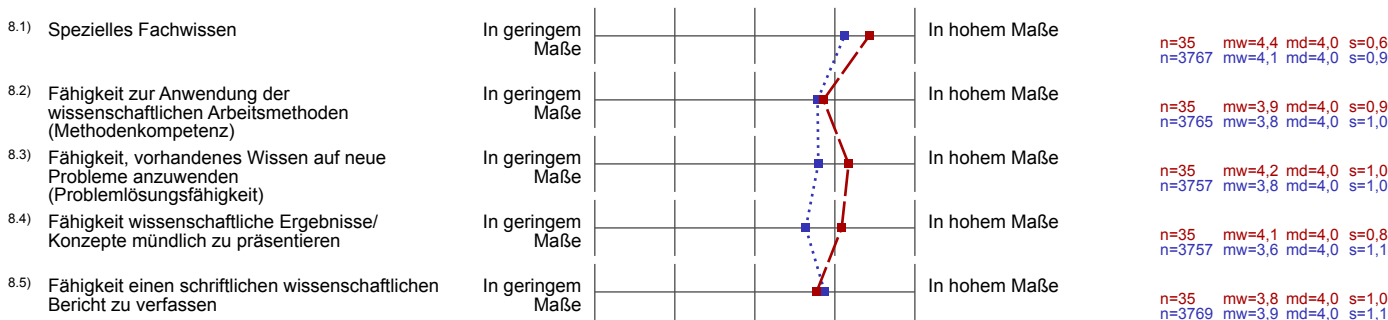 8.1) Spezielles Fachwissen
In geringem
Maße
In hohem Maße
n=35 mw=4,4 md=4,0 s=0,6
n=3767 mw=4,1 md=4,0 s=0,9
8.2) Fähigkeit zur Anwendung der
wissenschaftlichen Arbeitsmethoden
(Methodenkompetenz)
In geringem
Maße
In hohem Maße
n=35 mw=3,9 md=4,0 s=0,9
n=3765 mw=3,8 md=4,0 s=1,0
8.3) Fähigkeit, vorhandenes Wissen auf neue
Probleme anzuwenden
(Problemlösungsfähigkeit)
In geringem
Maße
In hohem Maße
n=35 mw=4,2 md=4,0 s=1,0
n=3757 mw=3,8 md=4,0 s=1,0
8.4) Fähigkeit wissenschaftliche Ergebnisse/
Konzepte mündlich zu präsentieren
In geringem
Maße
In hohem Maße
n=35 mw=4,1 md=4,0 s=0,8
n=3757 mw=3,6 md=4,0 s=1,1
8.5) Fähigkeit einen schriftlichen wissenschaftlichen
Bericht zu verfassen
In geringem
Maße
In hohem Maße
n=35 mw=3,8 md=4,0 s=1,0
n=3769 mw=3,9 md=4,0 s=1,1